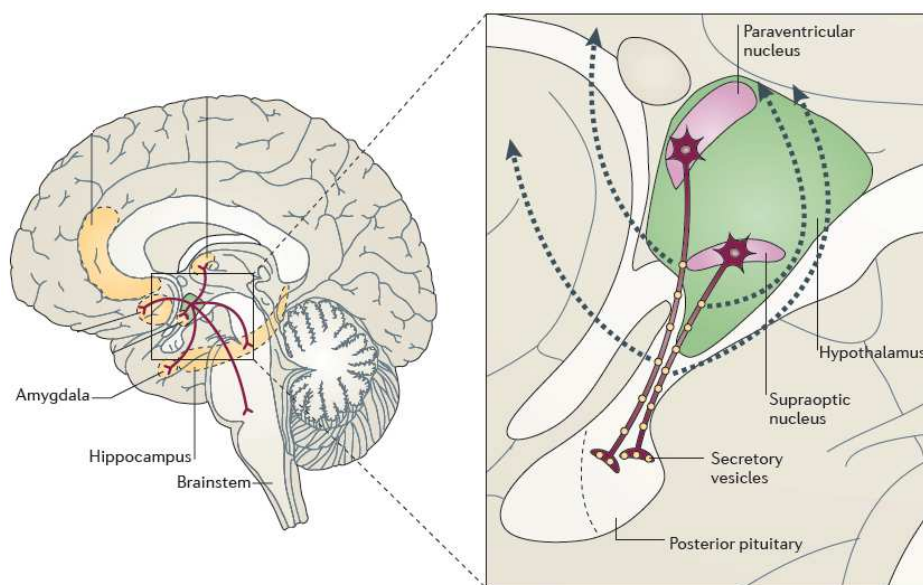 Paraventricular
nucleus
Hypothalamus
Amygdala
Supraoptic
nucleus
Hippocampus
Secretory
vesicles
Brainstem
Posterior pituitary